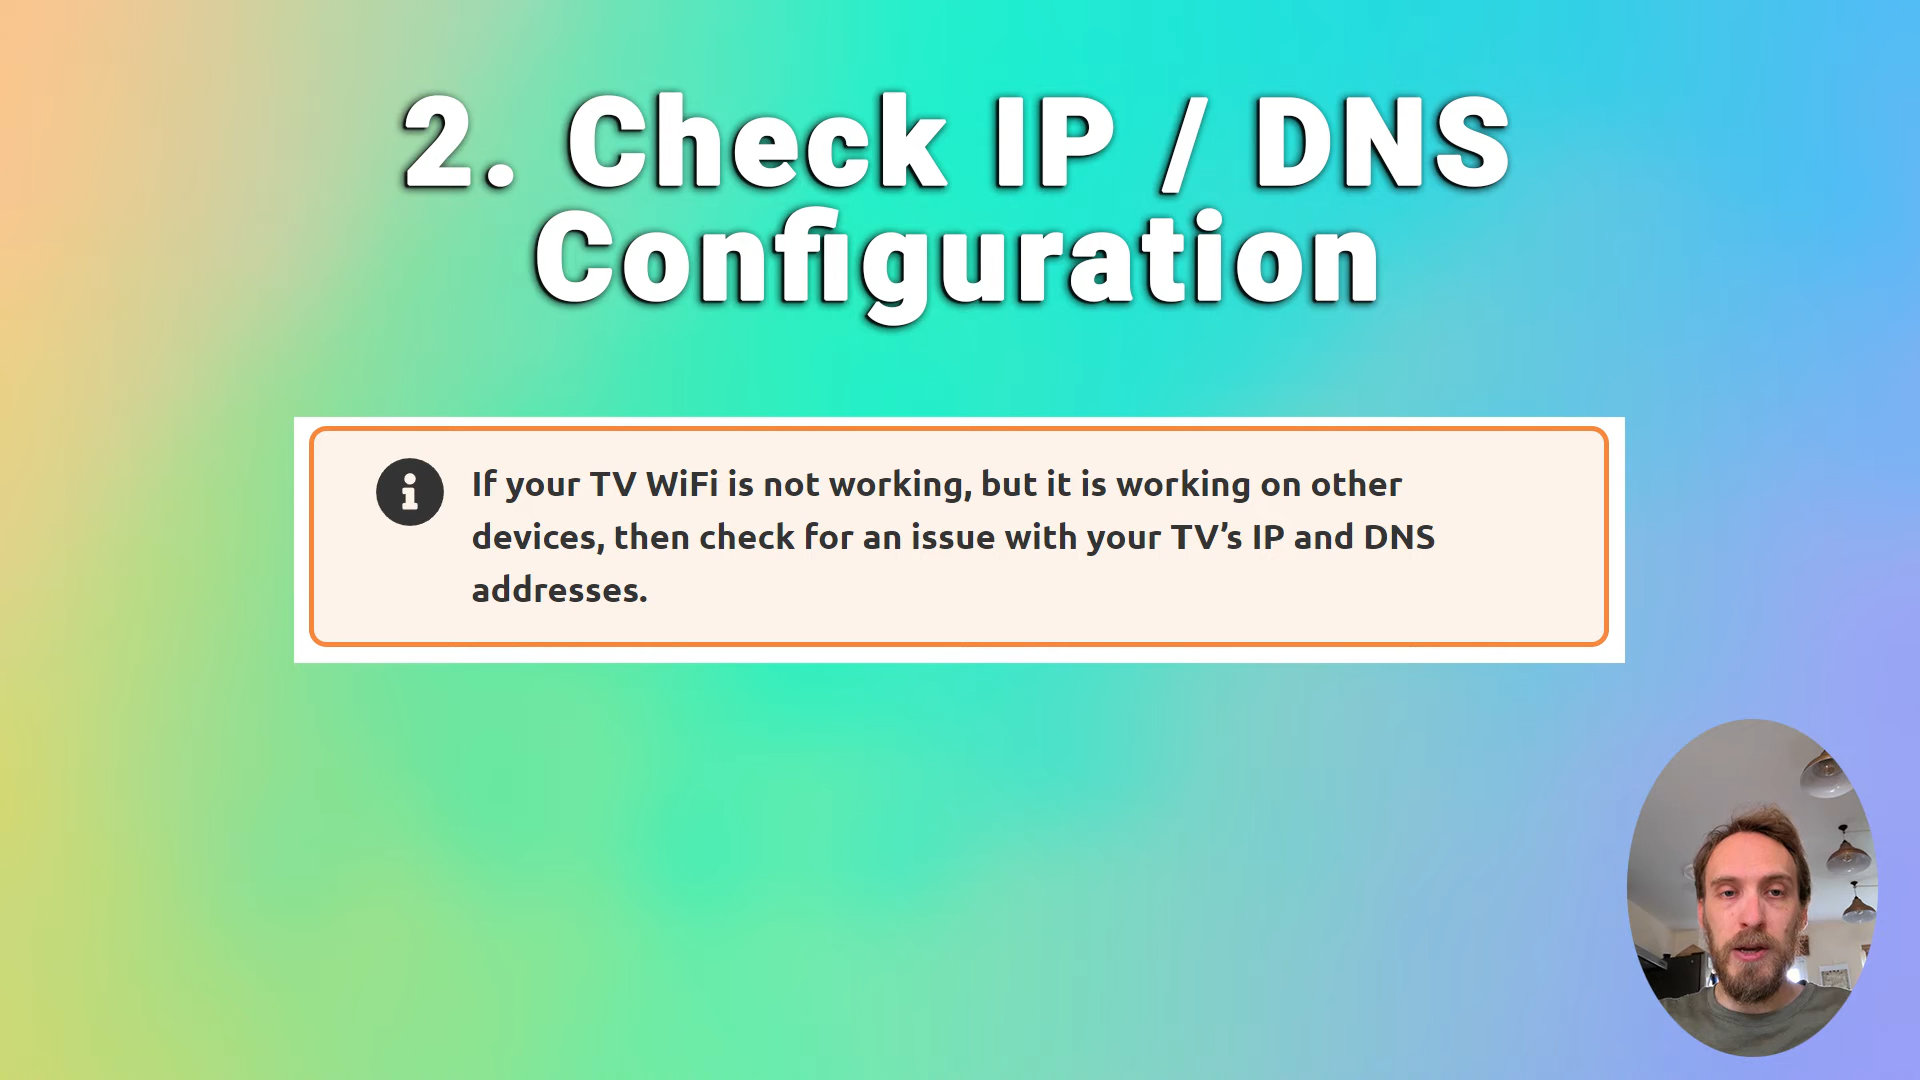 2. Check IP / DNS
Configuration
If your TV WiFi is not working, but it is working on other
devices, then check for an issue with your TV’s IP and DNS
addresses.